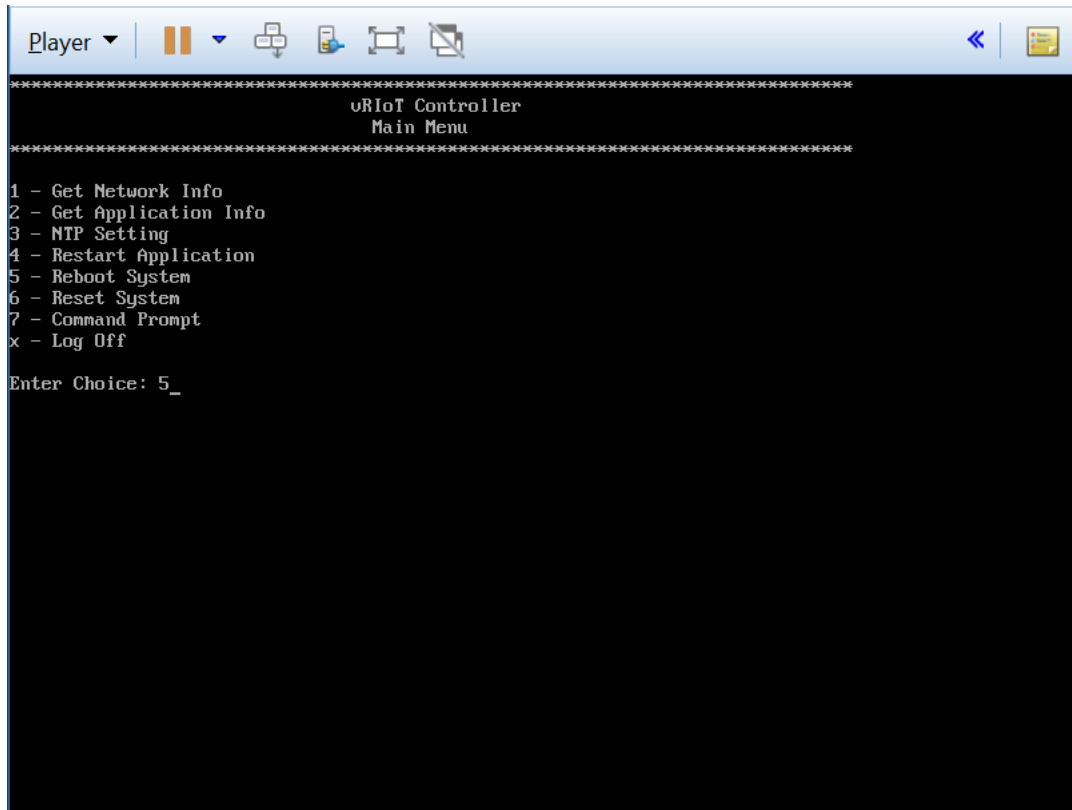 Player
********************************************************************************
vRIoT Controller
Main Menu
********************************************************************************
1 - Get Network Info
2 - Get Application Info
3 - NTP Setting
4 - Restart Application
5 - Reboot System
6 - Reset System
7 - Command Prompt
x - Log Off
Enter Choice: 5_